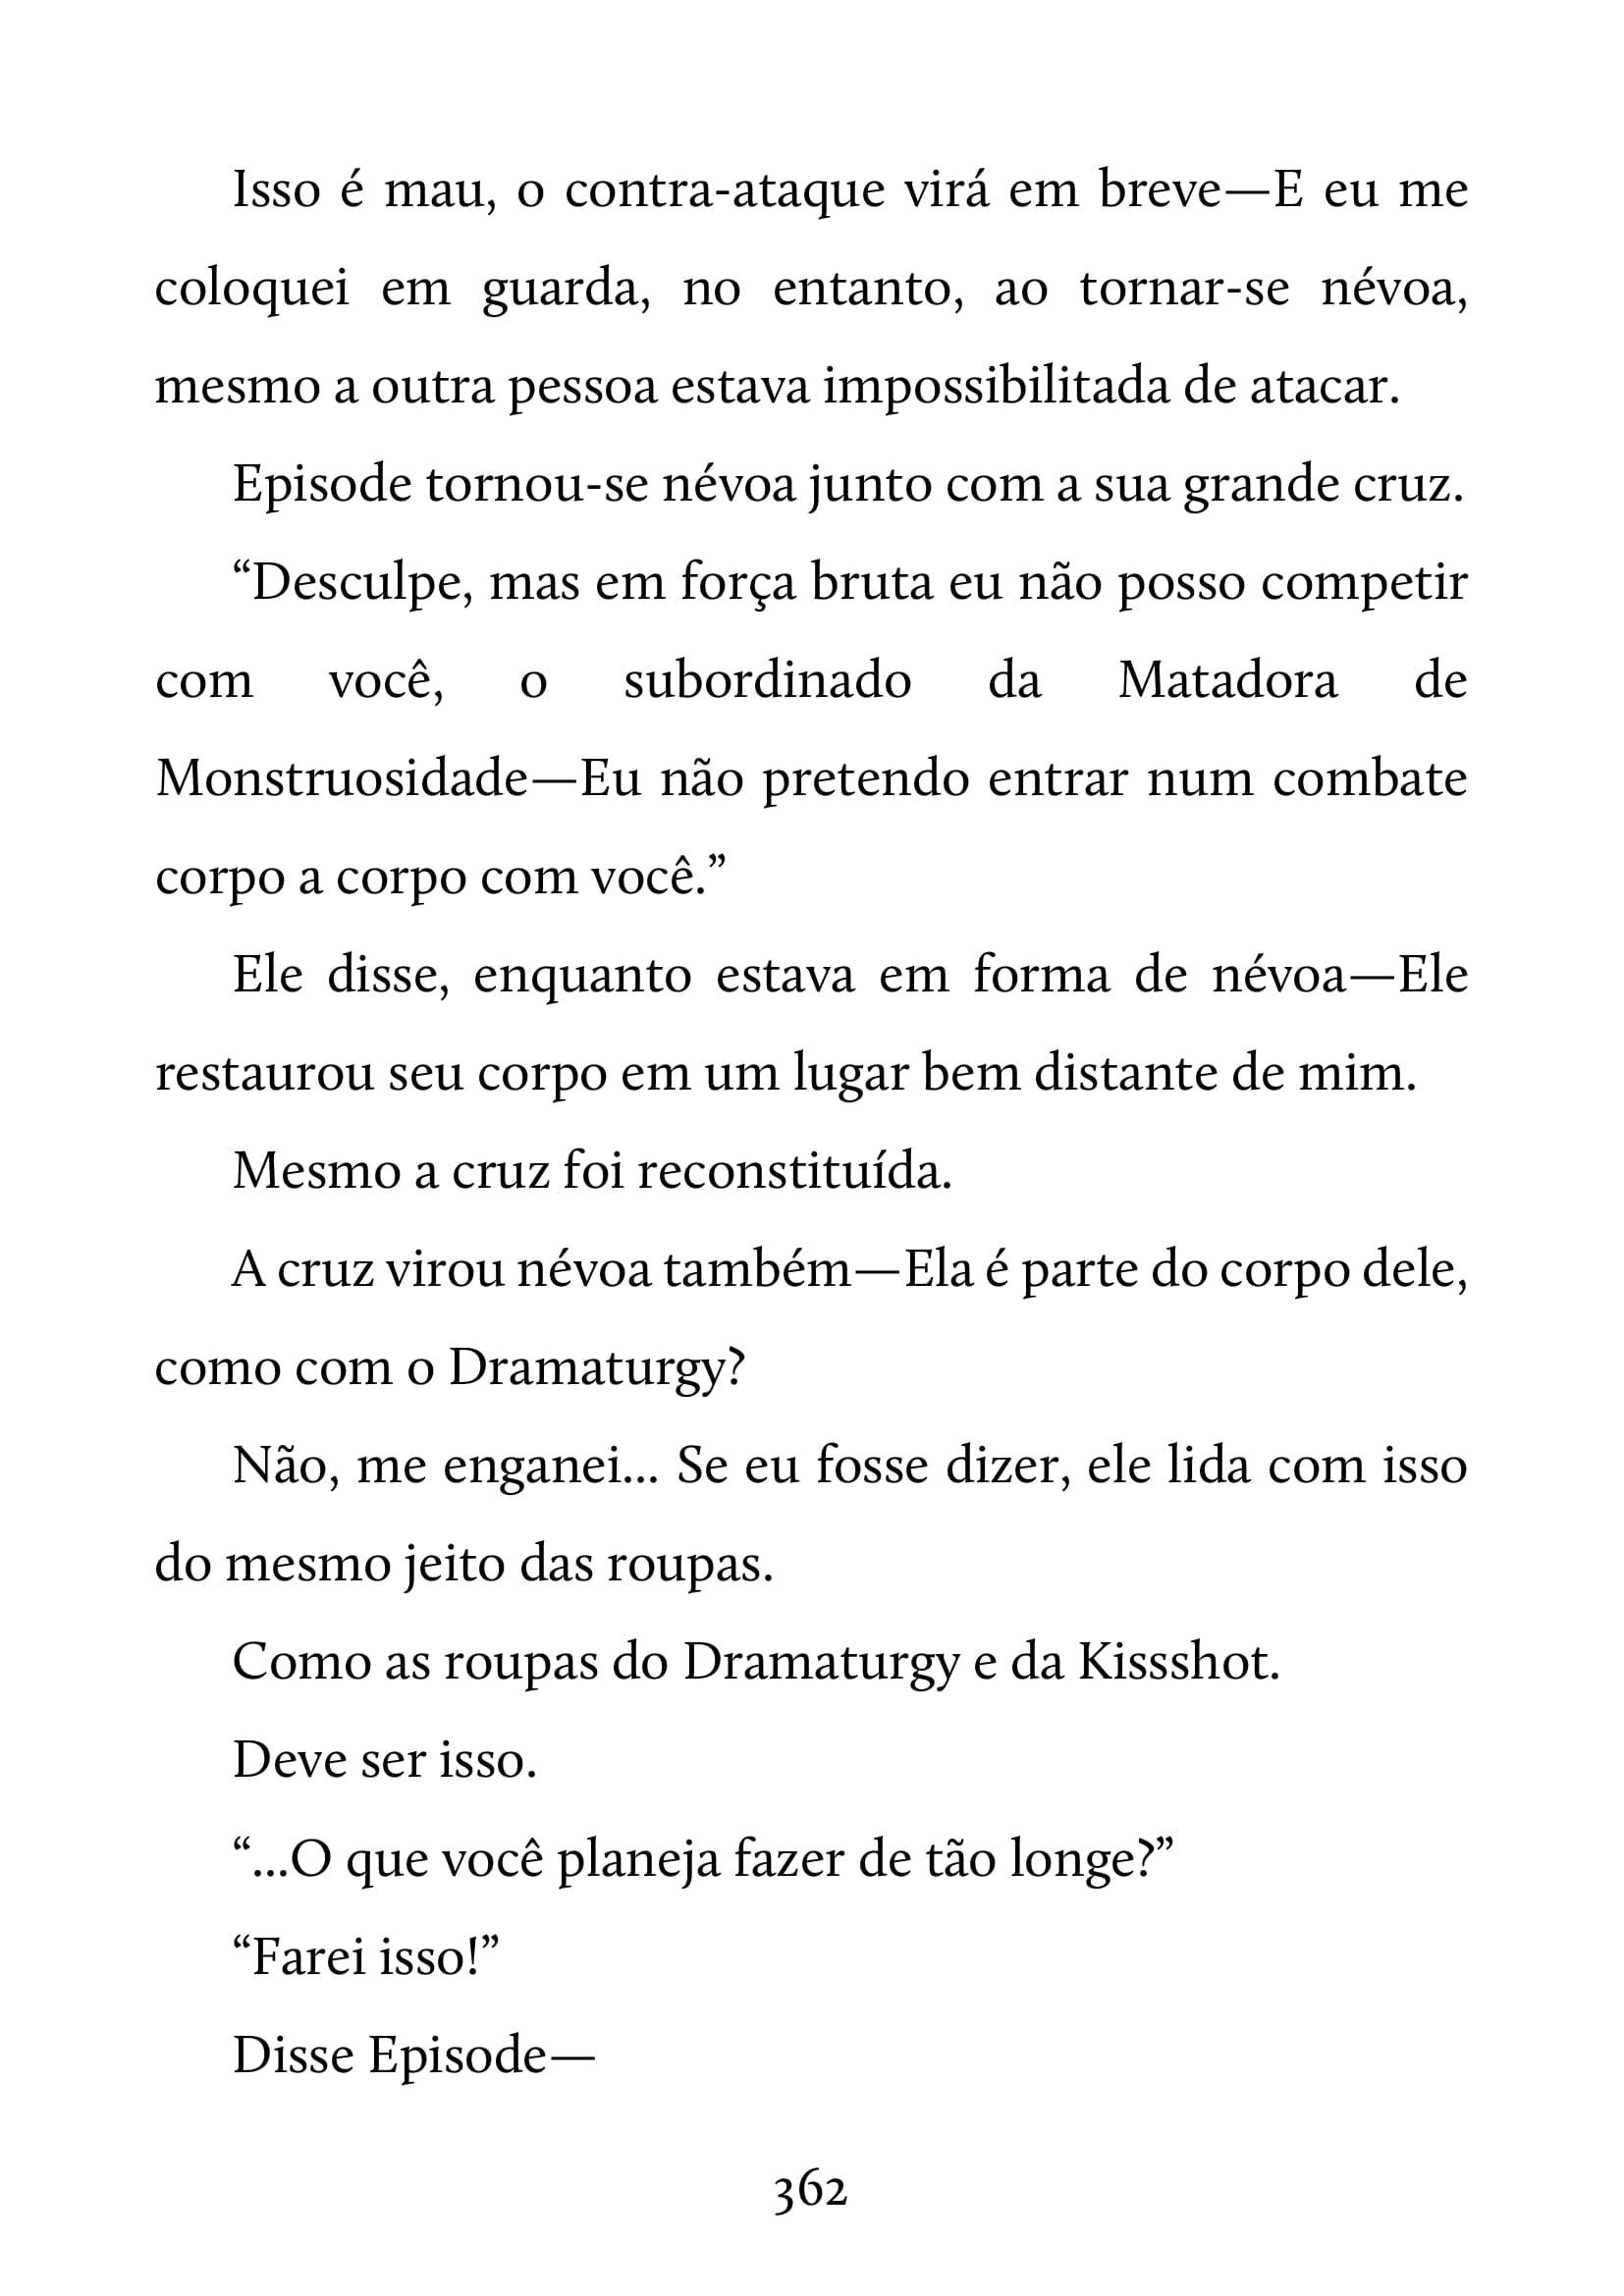 Isso é mau, o contra-ataque virá em breve—E eu me
coloquei em guarda, no entanto, ao tornar-se névoa,
mesmo a outra pessoa estava impossibilitada de atacar.
Episode tornou-se névoa junto com a sua grande cruz.
“Desculpe, mas em força bruta eu não posso competir
com você, o subordinado da Matadora de
Monstruosidade—Eu não pretendo entrar num combate
corpo a corpo com você.”
Ele disse, enquanto estava em forma de névoa—Ele
restaurou seu corpo em um lugar bem distante de mim.
Mesmo a cruz foi reconstituída.
A cruz virou névoa também—Ela é parte do corpo dele,
como com o Dramaturgy?
Não, me enganei... Se eu fosse dizer, ele lida com isso
do mesmo jeito das roupas.
Como as roupas do Dramaturgy e da Kissshot.
Deve ser isso.
“...O que você planeja fazer de tão longe?”
“Farei isso!”
Disse Episode—
362